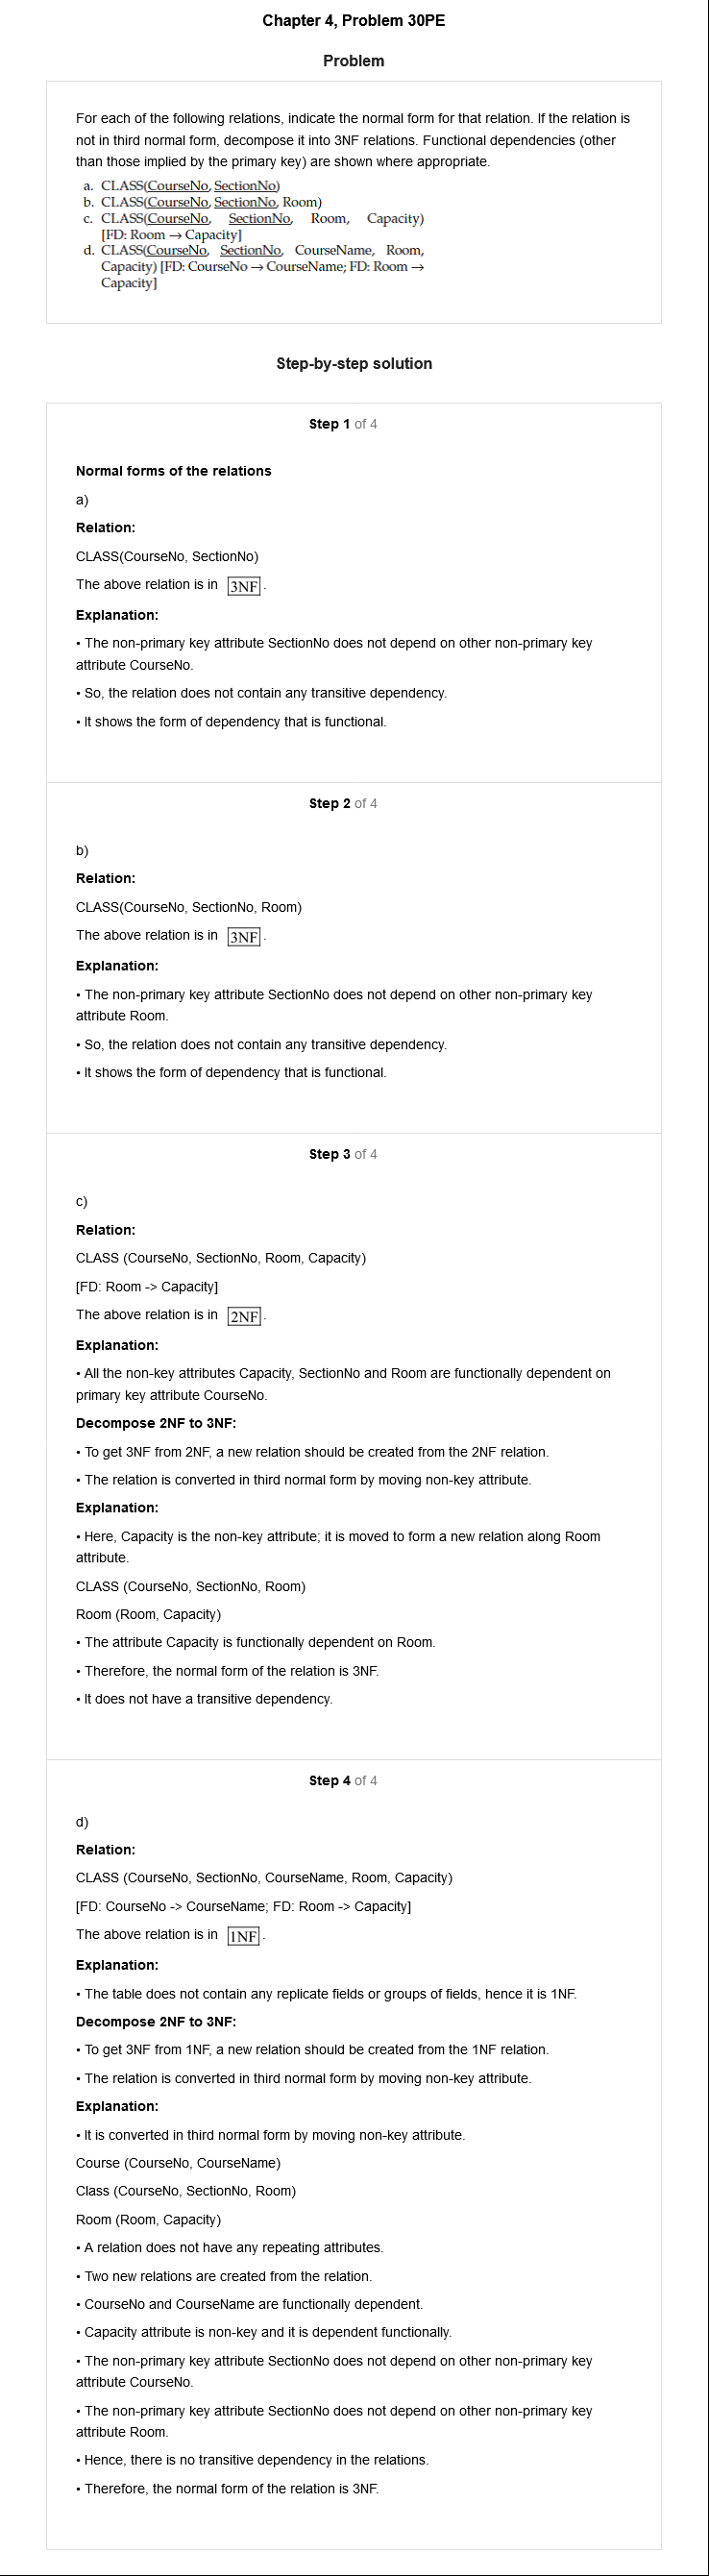 Chapter 4, Problem 30PE
Problem
For each of the following relations, indicate the normal form for that relation. If the relation is
not in third normal form, decompose it into 3NF relations. Functional dependencies (other
than those implied by the primary key) are shown where appropriate.
a. CLASS(CourseNo, SectionNo)
b. CLASS(CourseNo, SectionNo, Room)
c. CLASS(CourseNo, SectionNo, Room, Capacity)
[FD: Room → Capacity]
d. CLASS(CourseNo, SectionNo, CourseName, Room,
Capacity) [FD: CourseNo → CourseName; FD: Room →
Capacity]
Step-by-step solution
Step 1 of 4
Normal forms of the relations
a)
Relation:
CLASS(CourseNo, SectionNo)
The above relation is in 3NF.
Explanation:
• The non-primary key attribute SectionNo does not depend on other non-primary key
attribute CourseNo.
• So, the relation does not contain any transitive dependency.
• It shows the form of dependency that is functional.
Step 2 of 4
b)
Relation:
CLASS(CourseNo, SectionNo, Room)
The above relation is in 3NF.
Explanation:
• The non-primary key attribute SectionNo does not depend on other non-primary key
attribute Room.
• So, the relation does not contain any transitive dependency.
• It shows the form of dependency that is functional.
Step 3 of 4
c)
Relation:
CLASS (CourseNo, SectionNo, Room, Capacity)
[FD: Room -> Capacity]
The above relation is in 2NF.
Explanation:
• All the non-key attributes Capacity, SectionNo and Room are functionally dependent on
primary key attribute CourseNo.
Decompose 2NF to 3NF:
• To get 3NF from 2NF, a new relation should be created from the 2NF relation.
• The relation is converted in third normal form by moving non-key attribute.
Explanation:
• Here, Capacity is the non-key attribute; it is moved to form a new relation along Room
attribute.
CLASS (CourseNo, SectionNo, Room)
Room (Room, Capacity)
• The attribute Capacity is functionally dependent on Room.
• Therefore, the normal form of the relation is 3NF.
• It does not have a transitive dependency.
Step 4 of 4
d)
Relation:
CLASS (CourseNo, SectionNo, CourseName, Room, Capacity)
[FD: CourseNo -> CourseName; FD: Room -> Capacity]
The above relation is in 1NF.
Explanation:
• The table does not contain any replicate fields or groups of fields, hence it is 1NF.
Decompose 2NF to 3NF:
• To get 3NF from 1NF, a new relation should be created from the 1NF relation.
• The relation is converted in third normal form by moving non-key attribute.
Explanation:
• It is converted in third normal form by moving non-key attribute.
Course (CourseNo, CourseName)
Class (CourseNo, SectionNo, Room)
Room (Room, Capacity)
• A relation does not have any repeating attributes.
• Two new relations are created from the relation.
• CourseNo and CourseName are functionally dependent.
• Capacity attribute is non-key and it is dependent functionally.
• The non-primary key attribute SectionNo does not depend on other non-primary key
attribute CourseNo.
• The non-primary key attribute SectionNo does not depend on other non-primary key
attribute Room.
• Hence, there is no transitive dependency in the relations.
• Therefore, the normal form of the relation is 3NF.